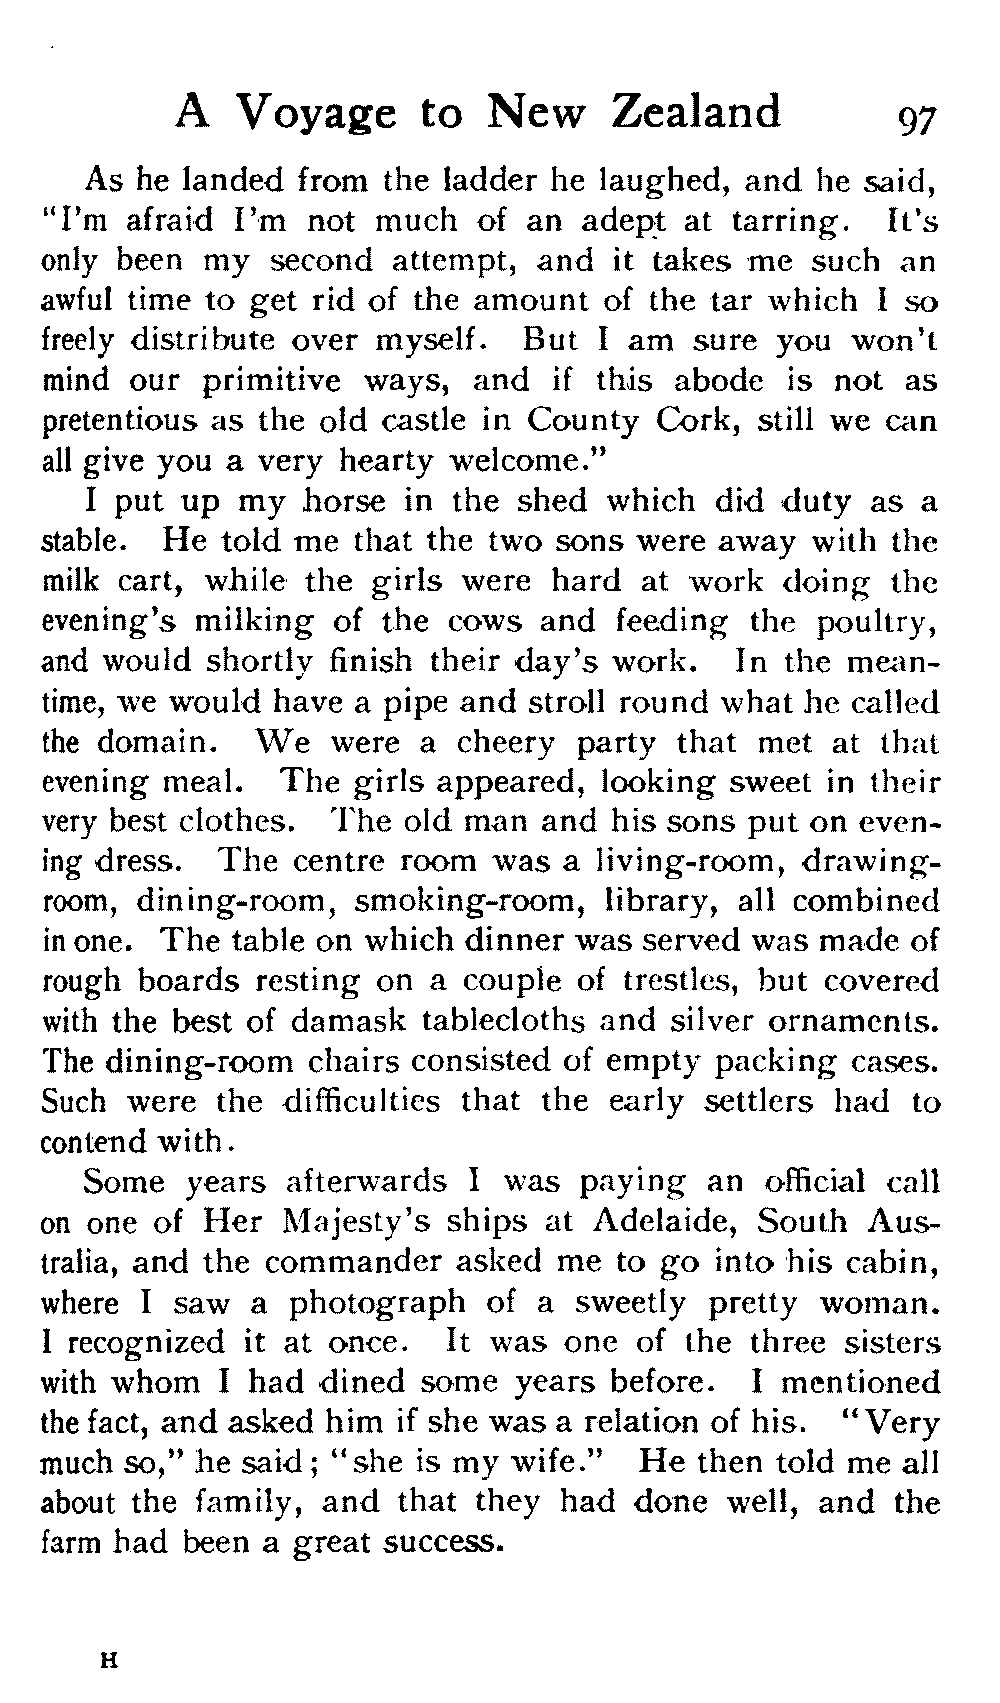 A Voyage to New Zealand 97
As he landed from the ladder he laughed, and he said,
"I'm afraid I'm not much of an adept at tarring. It's
only been my second attempt, and it takes me such an
awful time to get rid of the amount of the tar which I so
freely distribute over myself. But I am sure you won't
mind our primitive ways, and if this abode is not as
pretentious as the old castle in County Cork, still we can
all give you a very hearty welcome."
I put up my horse in the shed which did duty as a
stable. He told me that the two sons were away with the
milk cart, while the girls were hard at work doing the
evening's milking of the cows and feeding the poultry,
and would shortly finish their day's work. In the mean-
time, we would have a pipe and stroll round what he called
the domain. We were a cheery party that met at that
evening meal. The girls appeared, looking sweet in their
very best clothes. The old man and his sons put on even-
ing dress. The centre room was a living-room, drawing-
room, dining-room, smoking-room, library, all combined
in one. The table on which dinner was served was made of
rough boards resting on a couple of trestles, but covered
with the best of damask tablecloths and silver ornaments.
The dining-room chairs consisted of empty packing cases.
Such were the difficulties that the early settlers had to
contend with.
Some years afterwards I was paying an official call
on one of Her Majesty's ships at Adelaide, South Aus-
tralia, and the commander asked me to go into his cabin,
where I saw a photograph of a sweetly pretty woman.
I recognized it at once. It was one of the three sisters
with whom I had dined some years before. I mentioned
the fact, and asked him if she was a relation of his. "Very
much so," he said; "she is my wife." He then told me all
about the family, and that they had done well, and the
farm had been a great success.
H